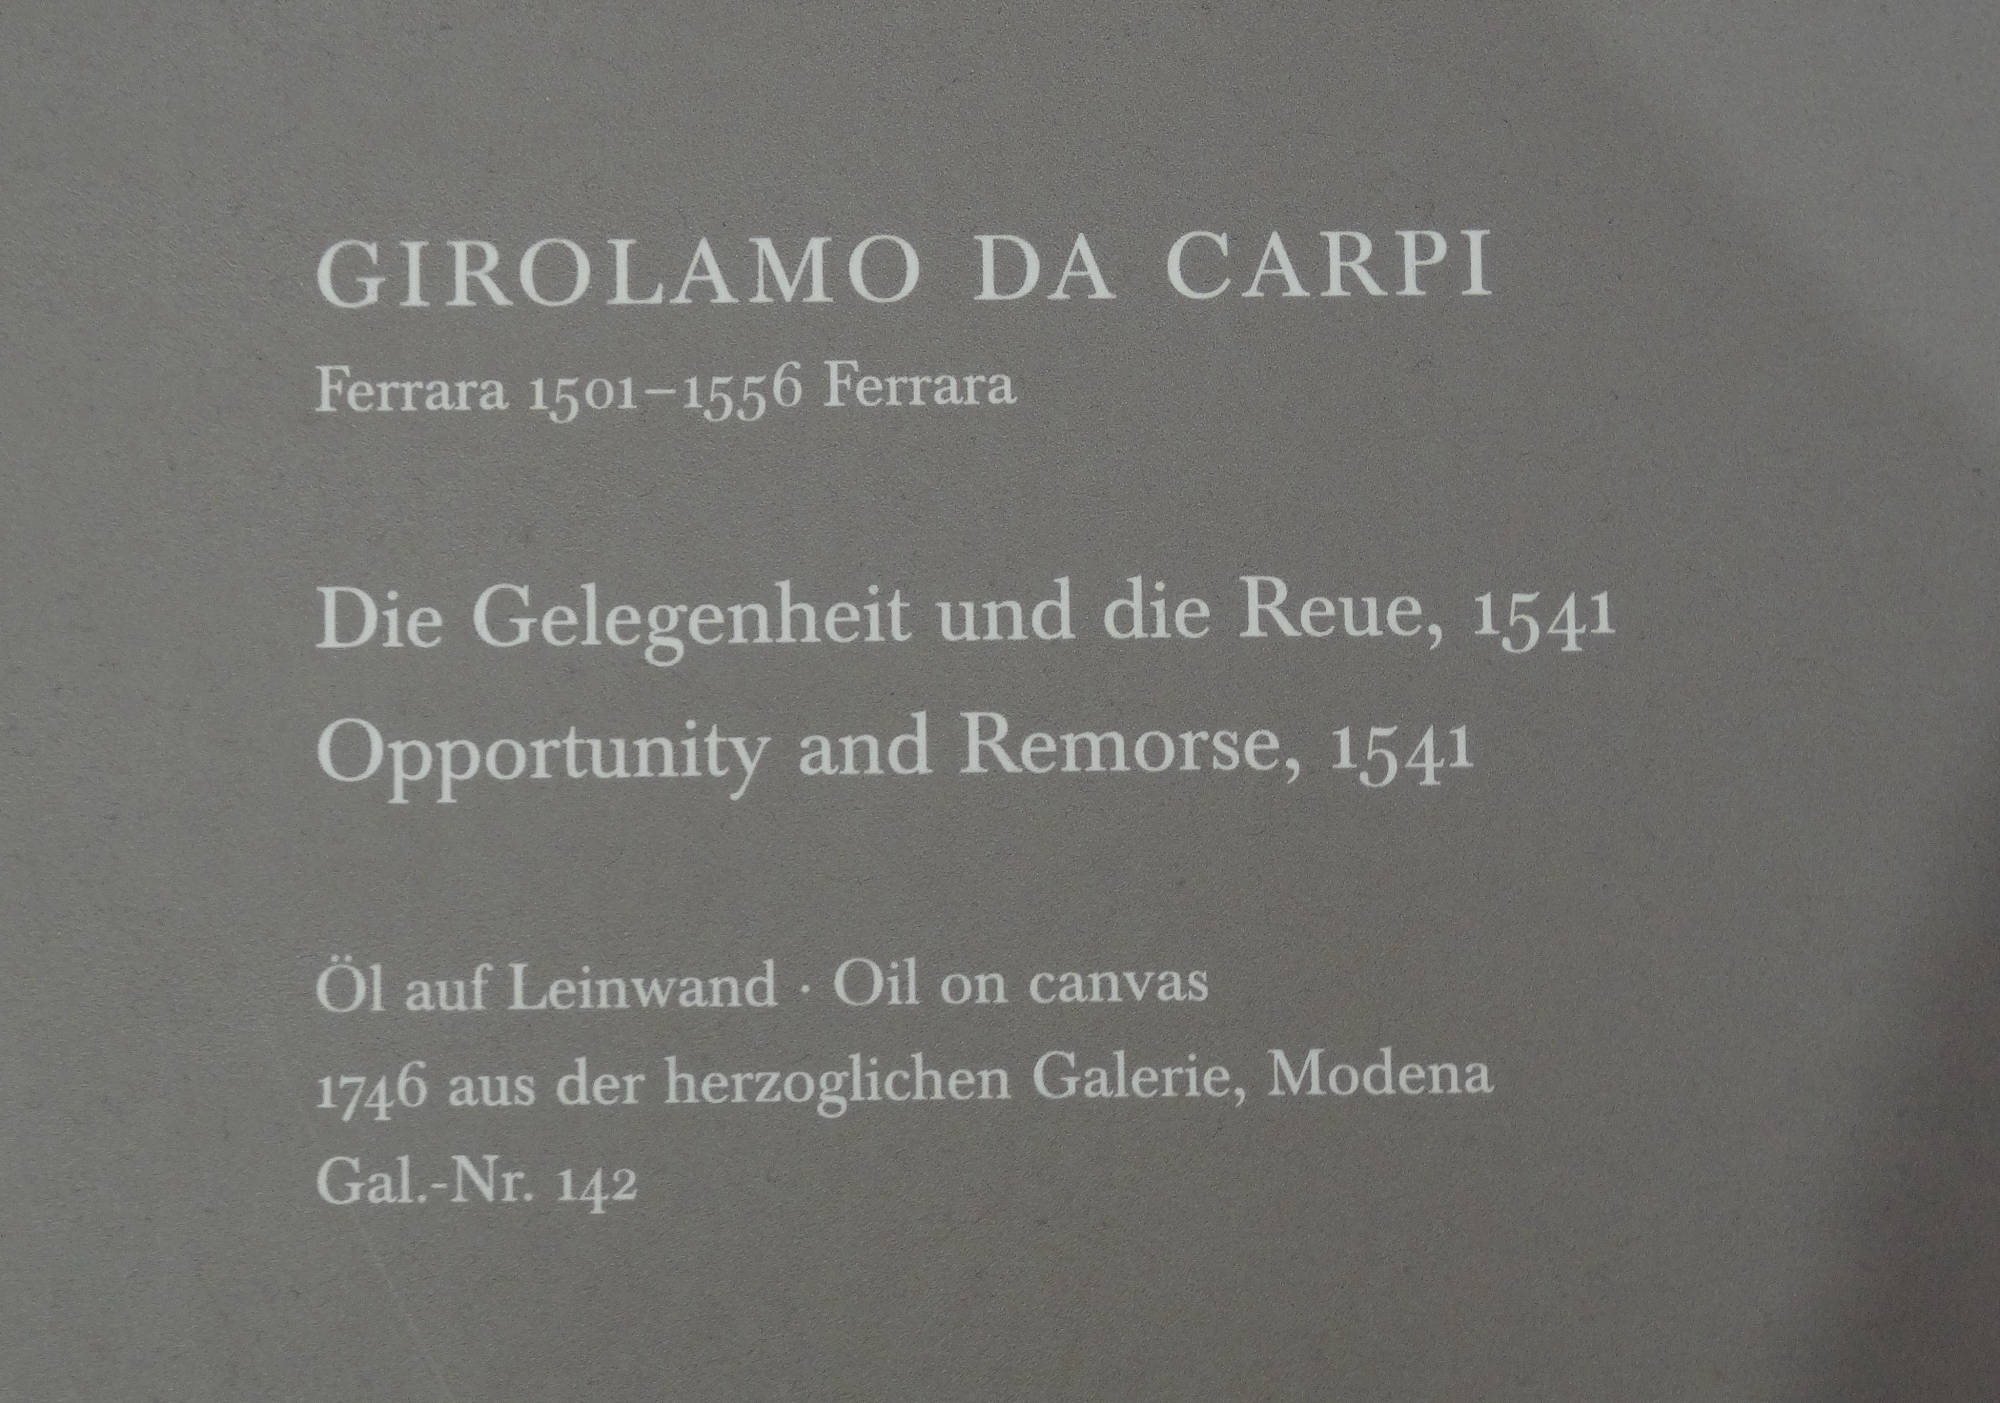 GIROLAMO DA CARPI
Ferrara 1501–1556 Ferrara
Die Gelegenheit und die Reue, 1541
Opportunity and Remorse, 1541
Öl auf Leinwand · Oil on canvas
1746 aus der herzoglichen Galerie, Modena
Gal.-Nr. 142